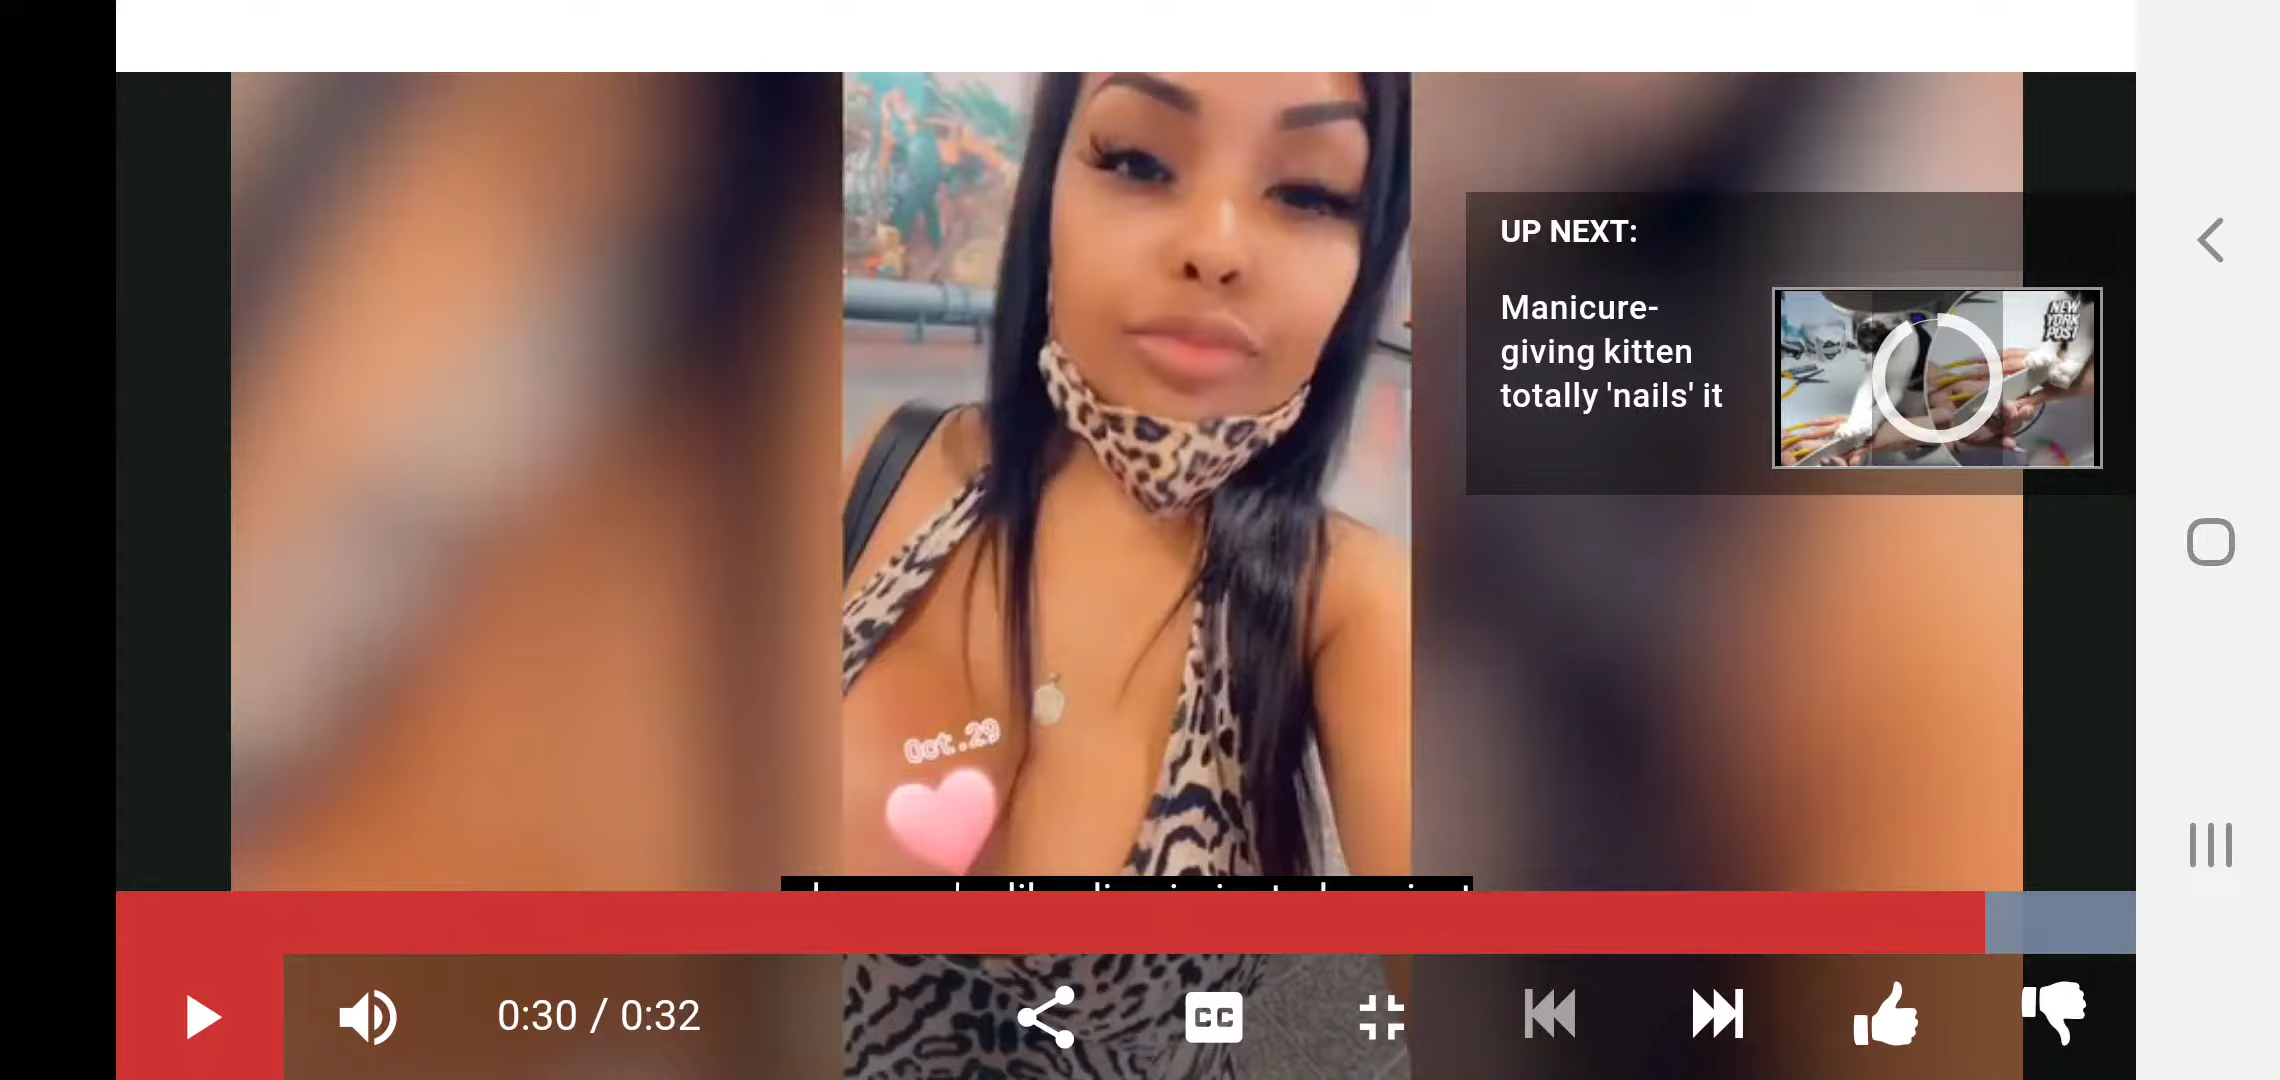 UP NEXT:
Manicure-
giving kitten
totally 'nails' it
NEW
YORK
POST
Oct.29
0:30 / 0:32
CC